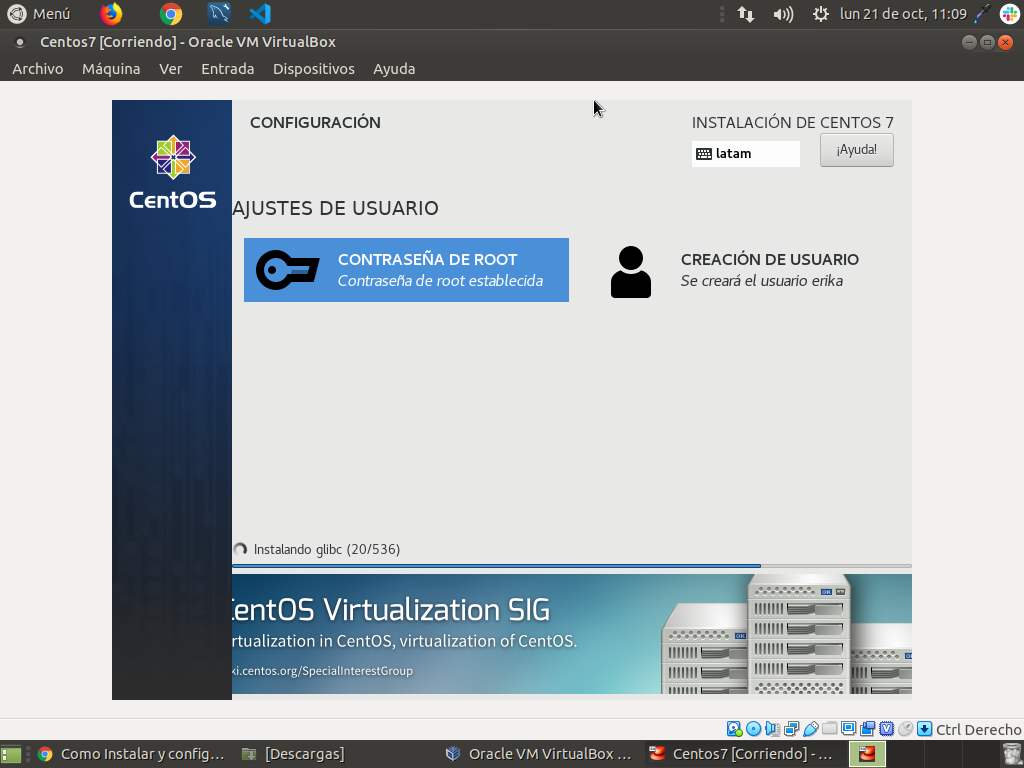 Menú
lun 21 de oct, 11:09
Centos7 [Corriendo] - Oracle VM VirtualBox
Archivo Máquina Ver Entrada Dispositivos Ayuda
CONFIGURACIÓN
INSTALACIÓN DE CENTOS 7
latam
¡Ayuda!
CentOS
AJUSTES DE USUARIO
CONTRASEÑA DE ROOT
Contraseña de root establecida
CREACIÓN DE USUARIO
Se creará el usuario erika
Instalando glibc (20/536)
CentOS Virtualization SIG
rtualization in CentOS, virtualization of CentOS.
ki.centos.org/SpecialInterestGroup
Ctrl Derecho
Como Instalar y config...
[Descargas]
Oracle VM VirtualBox ...
Centos7 [Corriendo] - ...